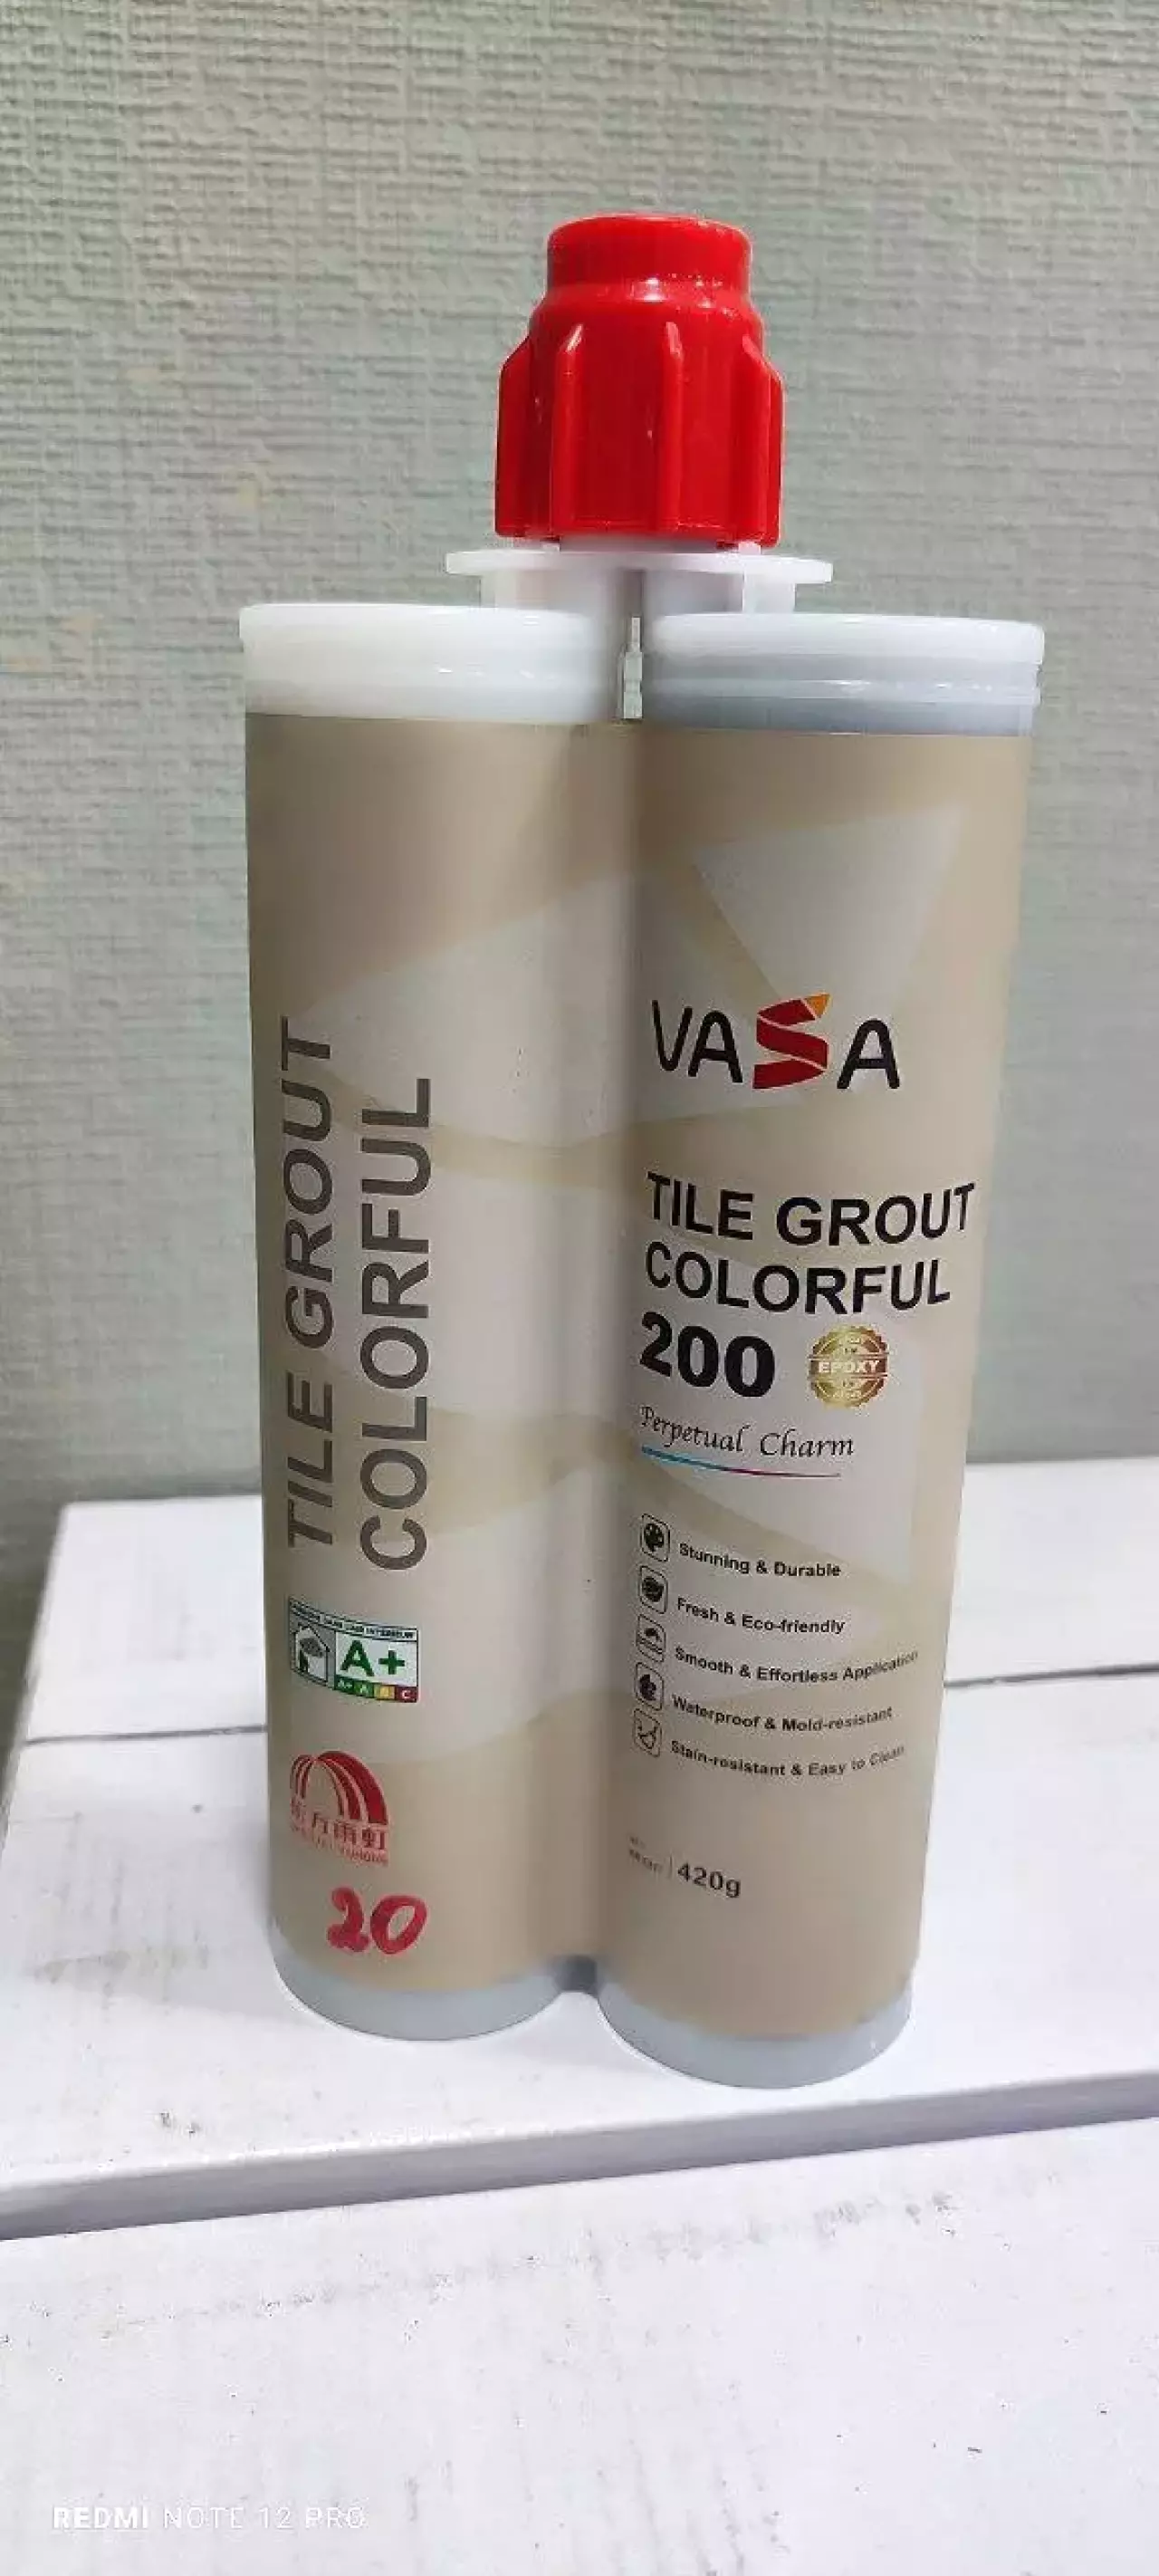 TILE GROUT
COLORFUL
A+
A+ A B C
东方雨虹
20
VASA
TILE GROUT
COLORFUL
200
EPOXY
Perpetual Charm
Stunning & Durable
Fresh & Eco-friendly
Smooth & Effortless Application
Waterproof & Mold-resistant
Stain-resistant & Easy to Clean
420g
REDMI NOTE 12 PRO